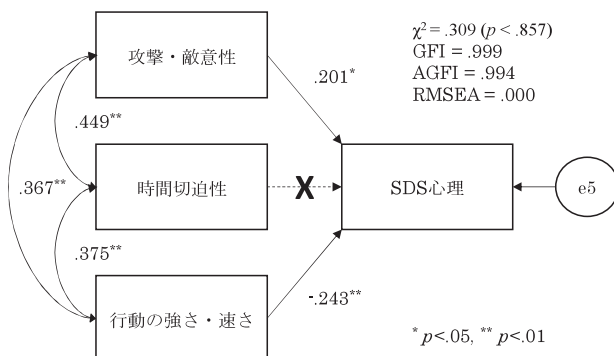 攻撃・敵意性
.201*
χ² = .309 (p < .857)
GFI = .999
AGFI = .994
RMSEA = .000
.449**
.367**
時間切迫性
X
SDS心理
e5
.375**
行動の強さ・速さ
-.243**
* p<.05, ** p<.01